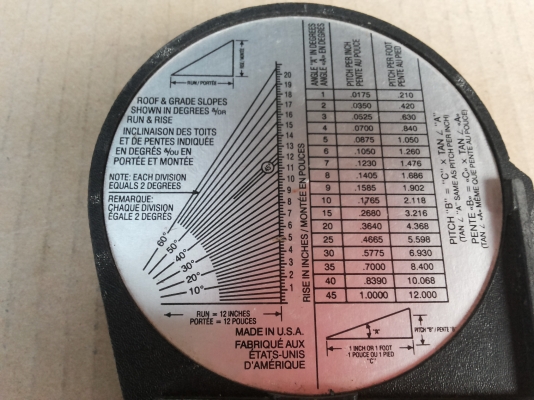 RISE / MONTÉE
RUN / PORTÉE
ROOF & GRADE SLOPES
SHOWN IN DEGREES &/OR
RUN & RISE
INCLINAISON DES TOITS
ET DE PENTES INDIQUÉE
EN DEGRÉS &/OU EN
PORTÉE ET MONTÉE
NOTE: EACH DIVISION
EQUALS 2 DEGREES
REMARQUE:
CHAQUE DIVISION
ÉGALE 2 DEGRÉS
60°
50°
40°
30°
20°
10°
20
19
18
17
16
15
14
13
12
11
10
9
8
7
6
5
4
3
2
1
RISE IN INCHES / MONTÉE EN POUCES
RUN = 12 INCHES
PORTÉE = 12 POUCES
MADE IN U.S.A.
FABRIQUÉ AUX
ÉTATS-UNIS
D'AMÉRIQUE
ANGLE "A" IN DEGREES
ANGLE «A» EN DEGRÉS
PITCH PER INCH
PENTE AU POUCE
PITCH PER FOOT
PENTE AU PIED
1 .0175 .210
2 .0350 .420
3 .0525 .630
4 .0700 .840
5 .0875 1.050
6 .1050 1.260
7 .1230 1.476
8 .1405 1.686
9 .1585 1.902
10 .1765 2.118
15 .2680 3.216
20 .3640 4.368
25 .4665 5.598
30 .5775 6.930
35 .7000 8.400
40 .8390 10.068
45 1.0000 12.000
PITCH "B" = "C" × TAN ∠ "A"
(TAN ∠ "A" SAME AS PITCH PER INCH)
PENTE «B» = «C» × TAN ∠ «A»
(TAN ∠ «A» MÊME QUE PENTE AU POUCE)
"A"
PITCH "B" / PENTE "B"
1 INCH OR 1 FOOT
1 POUCE OU 1 PIED
"C"